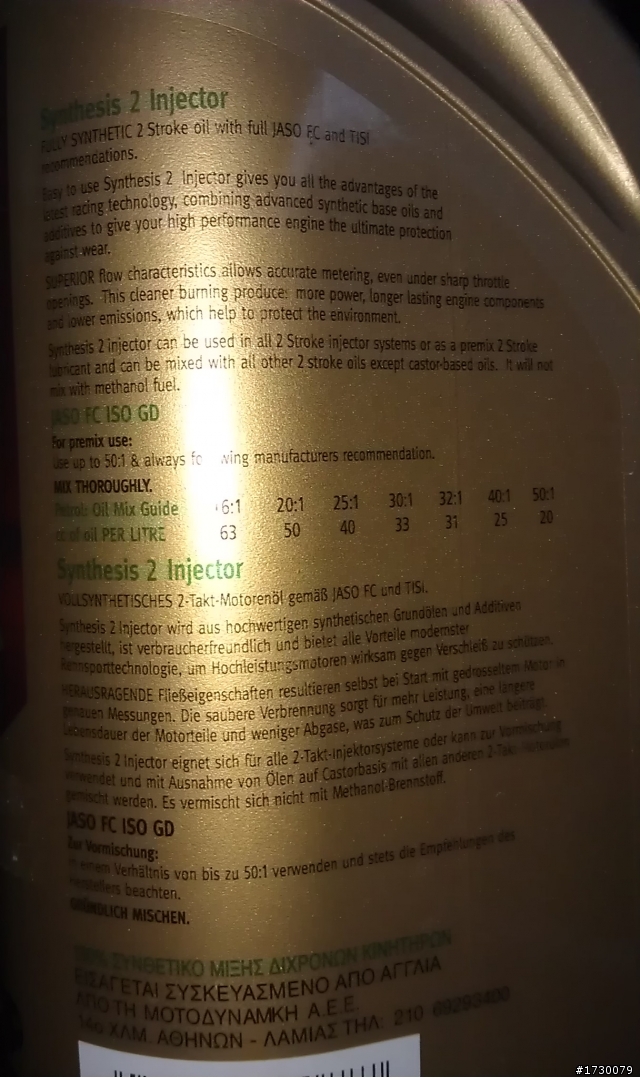 Synthesis 2 Injector
FULLY SYNTHETIC 2 Stroke oil with full JASO FC and TISI
recommendations.
Easy to use Synthesis 2 Injector gives you all the advantages of the
latest racing technology, combining advanced synthetic base oils and
additives to give your high performance engine the ultimate protection
against wear.
SUPERIOR flow characteristics allows accurate metering, even under sharp throttle
openings. This cleaner burning produces more power, longer lasting engine components
and lower emissions, which help to protect the environment.
Synthesis 2 injector can be used in all 2 Stroke injector systems or as a premix 2 Stroke
lubricant and can be mixed with all other 2 stroke oils except castor-based oils. It will not
mix with methanol fuel.
JASO FC ISO GD
For premix use:
Use up to 50:1 & always following manufacturers recommendation.
MIX THOROUGHLY.
Petrol: Oil Mix Guide 16:1 20:1 25:1 30:1 32:1 40:1 50:1
cc of oil PER LITRE 63 50 40 33 31 25 20
Synthesis 2 Injector
VOLLSYNTHETISCHES 2-Takt-Motorenöl gemäß JASO FC und TISI.
Synthesis 2 Injector wird aus hochwertigen synthetischen Grundölen und Additiven
hergestellt, ist verbraucherfreundlich und bietet alle Vorteile modernster
Rennsporttechnologie, um Hochleistungsmotoren wirksam gegen Verschleiß zu schützen.
HERAUSRAGENDE Fließeigenschaften resultieren selbst bei Start mit gedrosseltem Motor in
genauen Messungen. Die saubere Verbrennung sorgt für mehr Leistung, eine längere
Lebensdauer der Motorteile und weniger Abgase, was zum Schutz der Umwelt beiträgt.
Synthesis 2 Injector eignet sich für alle 2-Takt-Injektorsysteme oder kann zur Vormischung
verwendet und mit Ausnahme von Ölen auf Castorbasis mit allen anderen 2-Takt-
gemischt werden. Es vermischt sich nicht mit Methanol-Brennstoff.
JASO FC ISO GD
Zur Vormischung:
In einem Verhältnis von bis zu 50:1 verwenden und stets die Empfehlungen des
Herstellers beachten.
GRÜNDLICH MISCHEN.
100% ΣΥΝΘΕΤΙΚΟ ΜΙΞΗΣ ΔΙΧΡΟΝΩΝ ΚΙΝΗΤΗΡΩΝ
ΕΙΣΑΓΕΤΑΙ ΣΥΣΚΕΥΑΣΜΕΝΟ ΑΠΟ ΑΓΓΛΙΑ
ΑΠΟ ΤΗ ΜΟΤΟΔΥΝΑΜΚΗ Α.Ε.Ε.
14ο ΧΛΜ. ΑΘΗΝΩΝ - ΛΑΜΙΑΣ ΤΗΛ: 210
#1730079